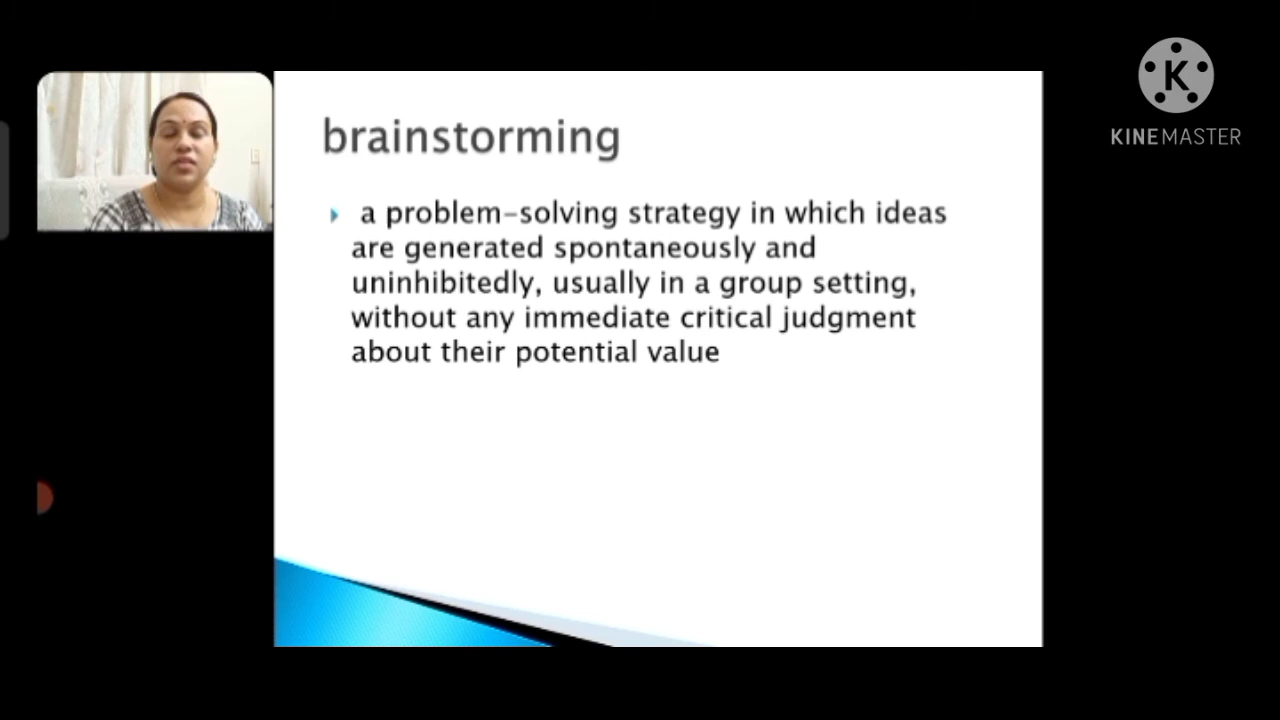 brainstorming
a problem-solving strategy in which ideas
are generated spontaneously and
uninhibitedly, usually in a group setting,
without any immediate critical judgment
about their potential value
K
KINEMASTER